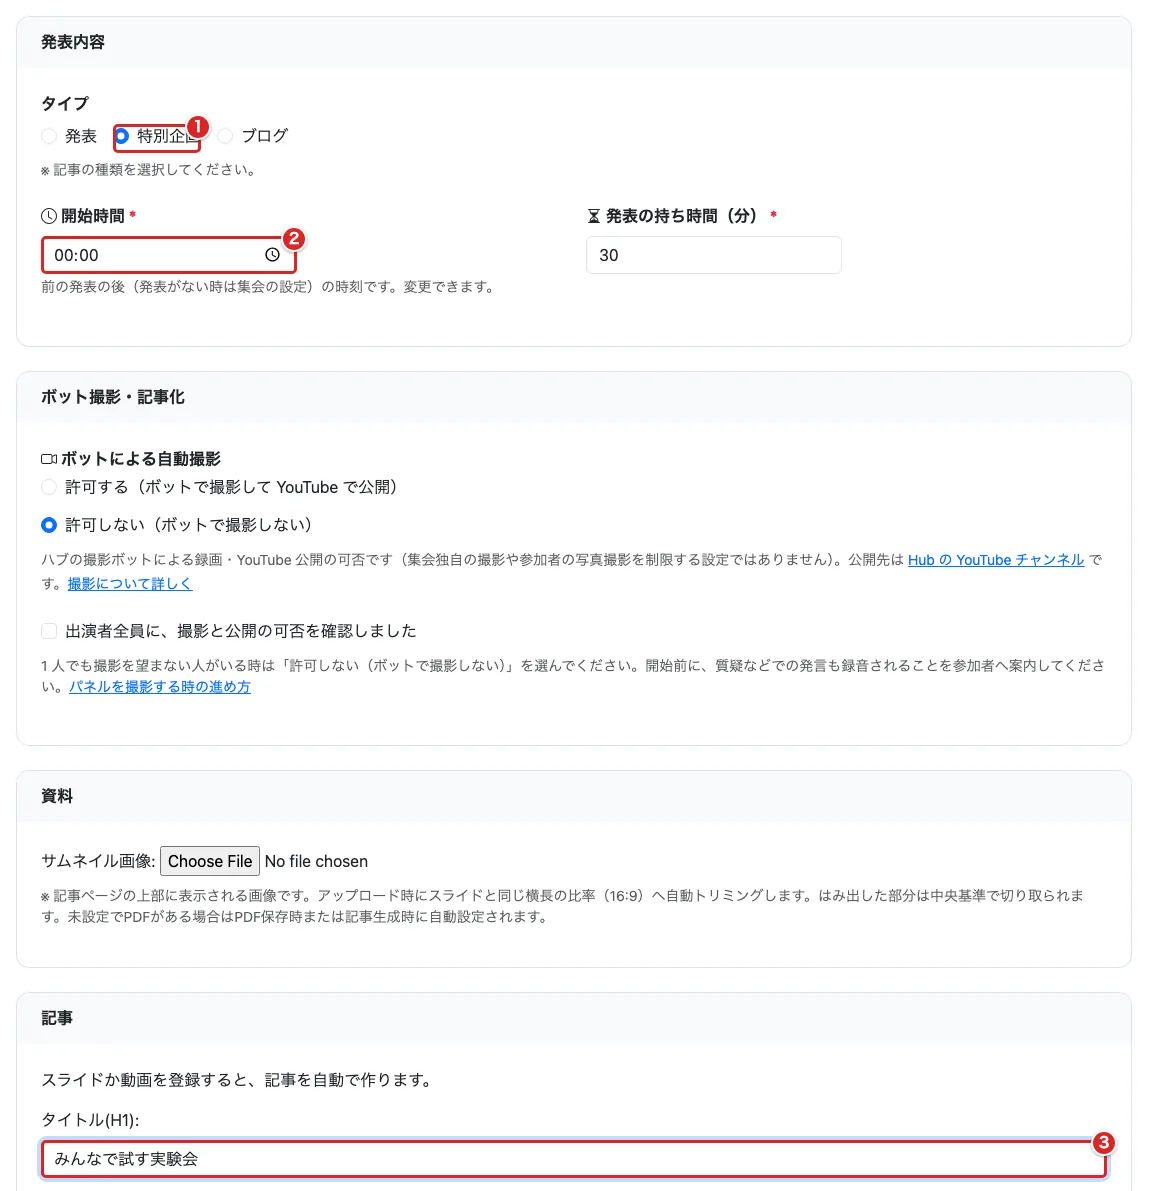 発表内容
タイプ
発表 特別企画 1 ブログ
※ 記事の種類を選択してください。
開始時間 * 発表の持ち時間（分） *
00:00 2 30
前の発表の後（発表がない時は集会の設定）の時刻です。変更できます。
ボット撮影・記事化
ボットによる自動撮影
許可する（ボットで撮影して YouTube で公開）
許可しない（ボットで撮影しない）
ハブの撮影ボットによる録画・YouTube 公開の可否です（集会独自の撮影や参加者の写真撮影を制限する設定ではありません）。公開先は Hub の YouTube チャンネル で
す。撮影について詳しく
出演者全員に、撮影と公開の可否を確認しました
1 人でも撮影を望まない人がいる時は「許可しない（ボットで撮影しない）」を選んでください。開始前に、質疑などでの発言も録音されることを参加者へ案内してくださ
い。パネルを撮影する時の進め方
資料
サムネイル画像: Choose File No file chosen
※ 記事ページの上部に表示される画像です。アップロード時にスライドと同じ横長の比率（16:9）へ自動トリミングします。はみ出した部分は中央基準で切り取られま
す。未設定でPDFがある場合はPDF保存時または記事生成時に自動設定されます。
記事
スライドか動画を登録すると、記事を自動で作ります。
タイトル(H1):
みんなで試す実験会 3